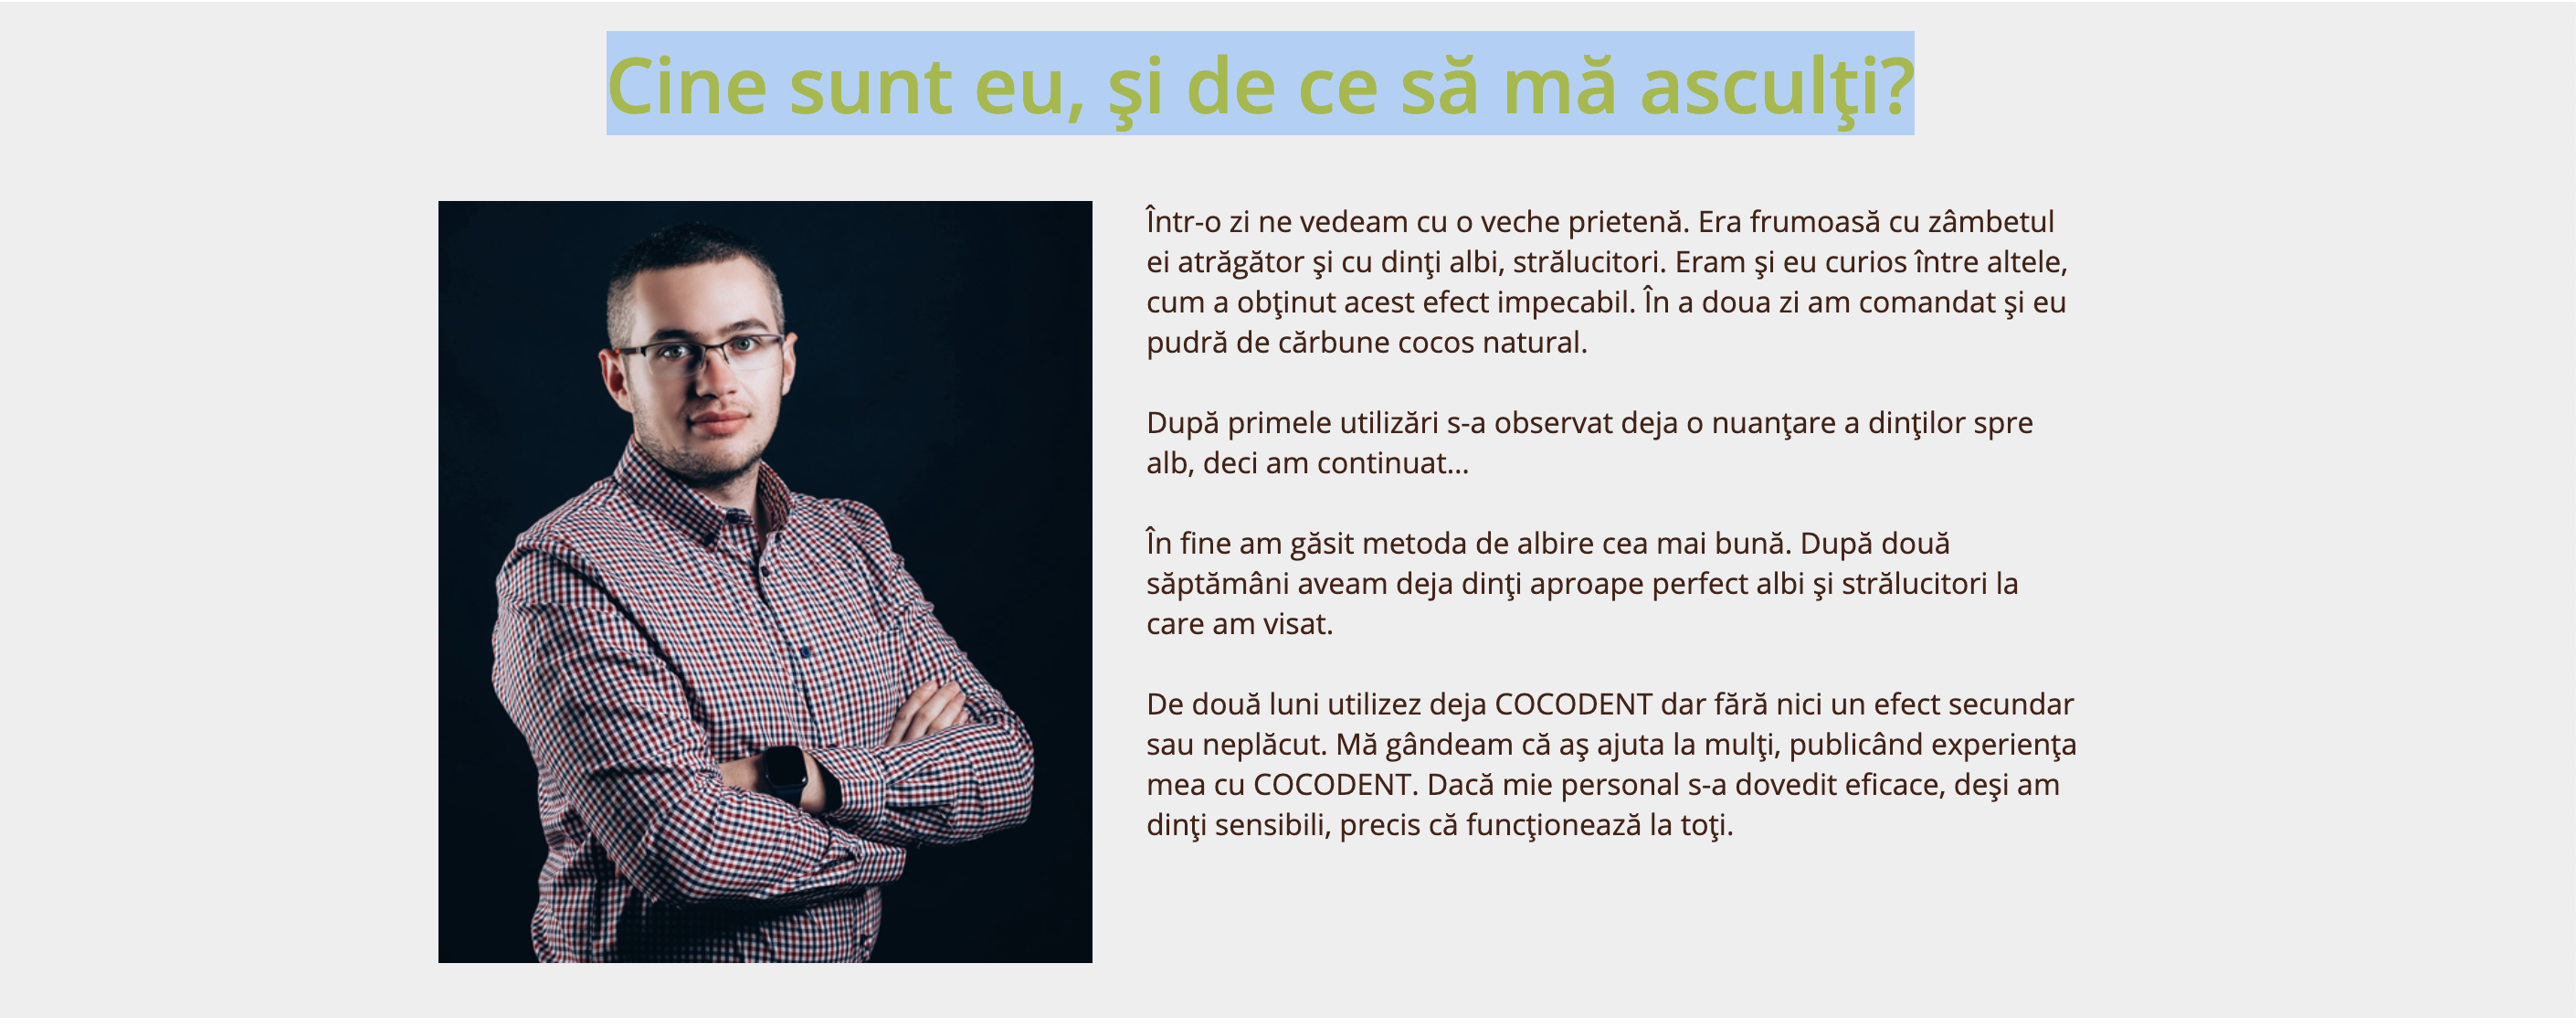 Cine sunt eu, şi de ce să mă asculţi?
Într-o zi ne vedeam cu o veche prietenă. Era frumoasă cu zâmbetul
ei atrăgător şi cu dinţi albi, strălucitori. Eram şi eu curios între altele,
cum a obţinut acest efect impecabil. În a doua zi am comandat şi eu
pudră de cărbune cocos natural.
După primele utilizări s-a observat deja o nuanţare a dinţilor spre
alb, deci am continuat...
În fine am găsit metoda de albire cea mai bună. După două
săptămâni aveam deja dinţi aproape perfect albi şi strălucitori la
care am visat.
De două luni utilizez deja COCODENT dar fără nici un efect secundar
sau neplăcut. Mă gândeam că aş ajuta la mulţi, publicând experienţa
mea cu COCODENT. Dacă mie personal s-a dovedit eficace, deşi am
dinţi sensibili, precis că funcţionează la toţi.